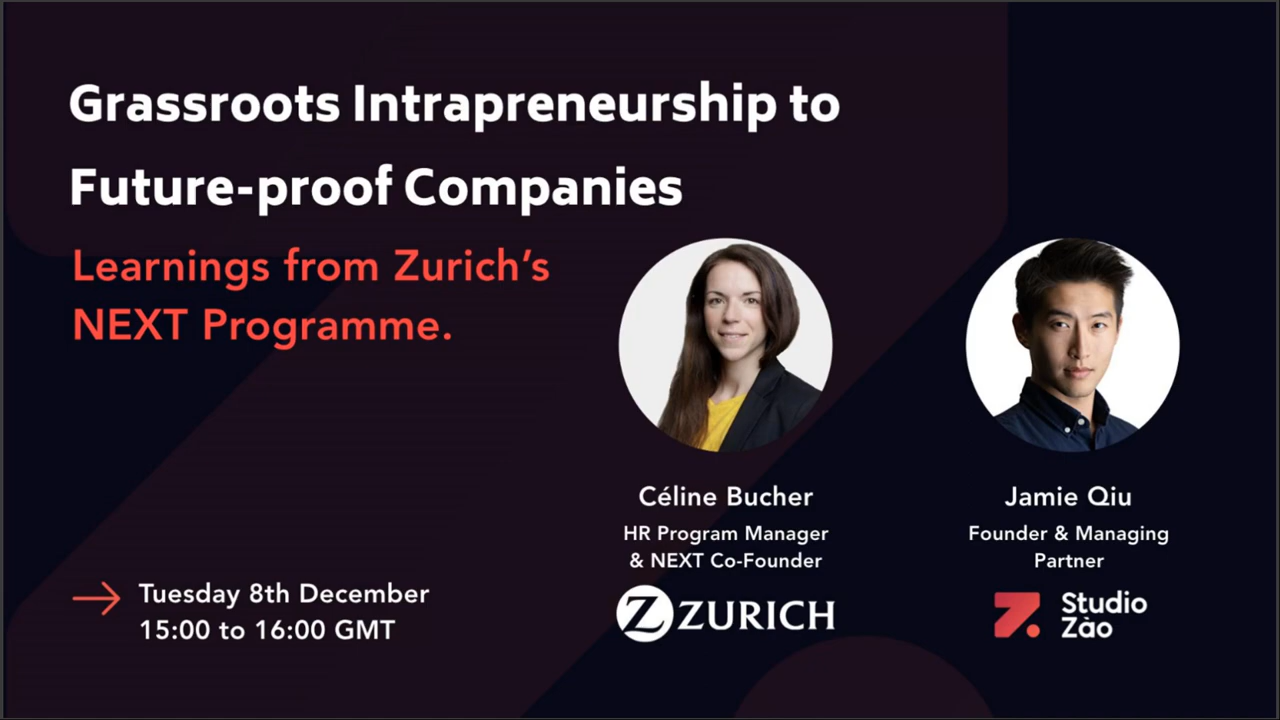 Grassroots Intrapreneurship to
Future-proof Companies
Learnings from Zurich’s
NEXT Programme.
Céline Bucher
HR Program Manager
& NEXT Co-Founder
Z ZURICH
Jamie Qiu
Founder & Managing
Partner
Studio
Zào
Tuesday 8th December
15:00 to 16:00 GMT